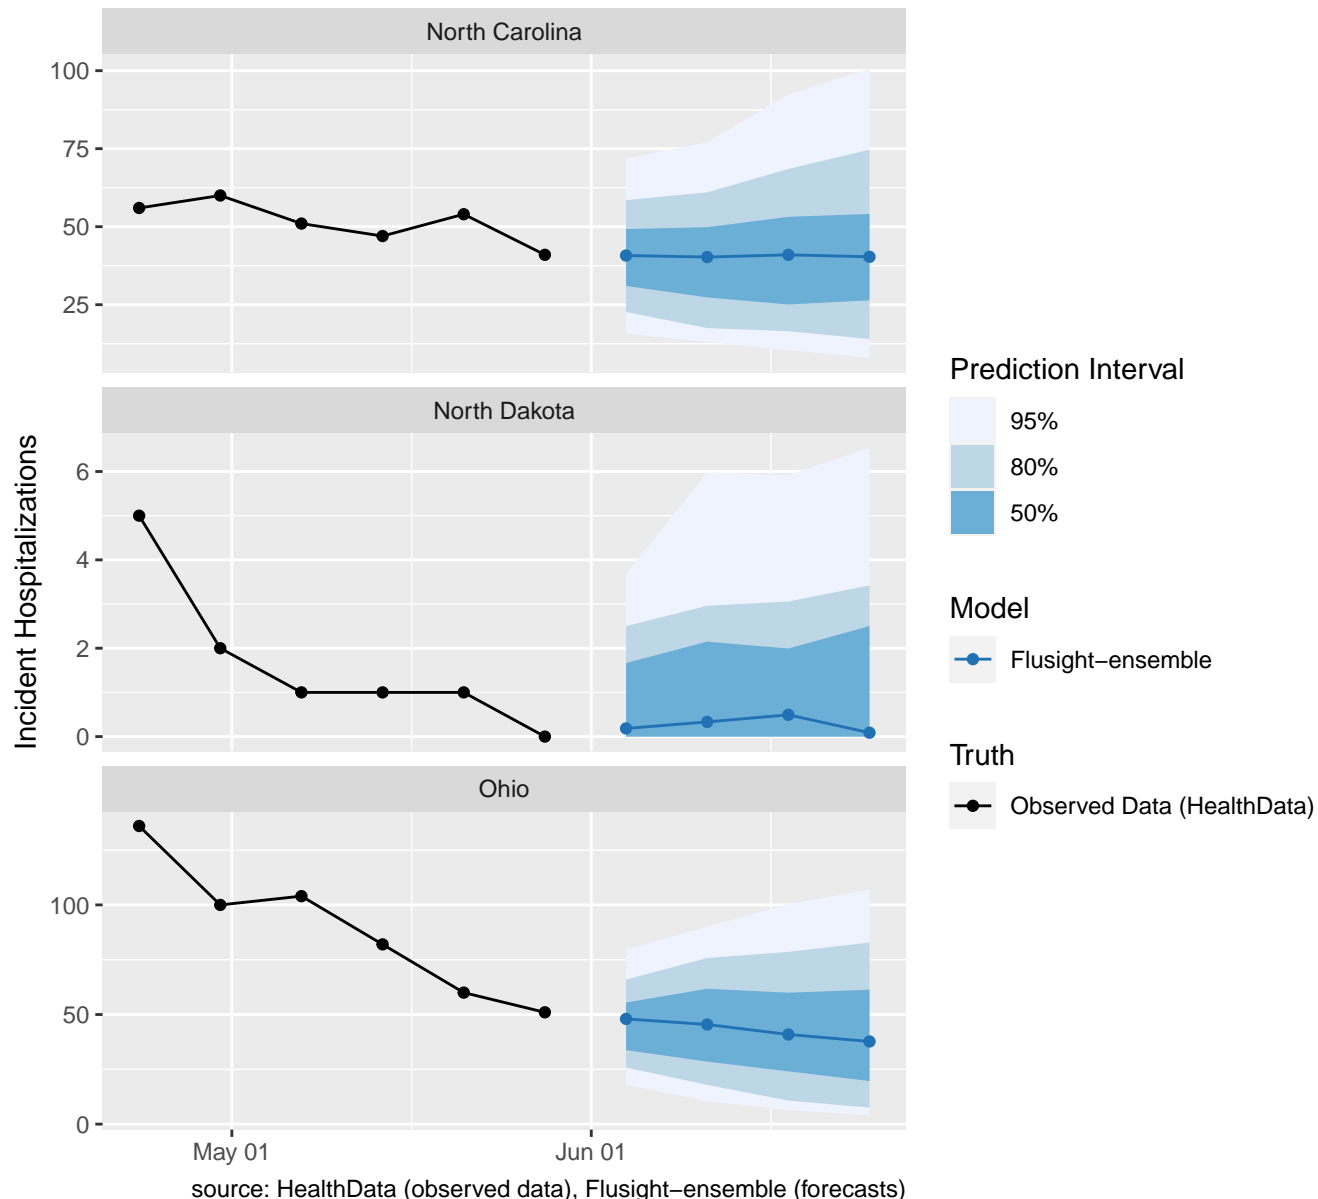 North Carolina
100
75
50
25
North Dakota
6
4
2
0
Ohio
100
50
0
May 01
Jun 01
Incident Hospitalizations
source: HealthData (observed data), Flusight−ensemble (forecasts)
Prediction Interval
95%
80%
50%
Model
Flusight−ensemble
Truth
Observed Data (HealthData)